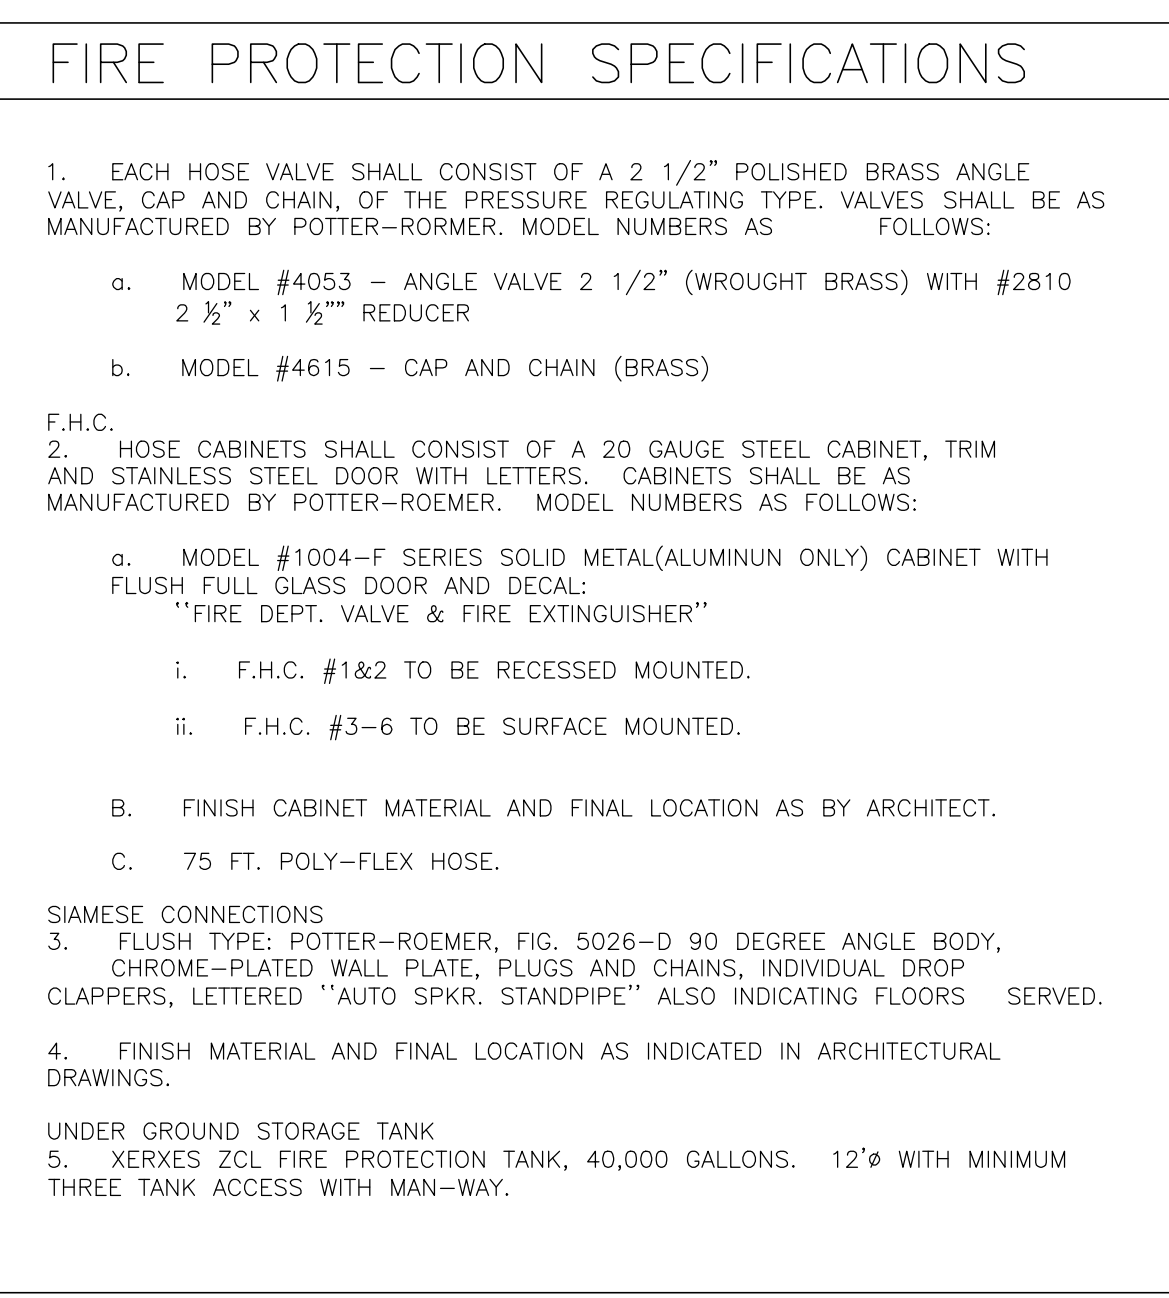 FIRE PROTECTION SPECIFICATIONS
1. EACH HOSE VALVE SHALL CONSIST OF A 2 1/2" POLISHED BRASS ANGLE
VALVE, CAP AND CHAIN, OF THE PRESSURE REGULATING TYPE. VALVES SHALL BE AS
MANUFACTURED BY POTTER–RORMER. MODEL NUMBERS AS FOLLOWS:
a. MODEL #4053 – ANGLE VALVE 2 1/2" (WROUGHT BRASS) WITH #2810
2 ½" x 1 ½"" REDUCER
b. MODEL #4615 – CAP AND CHAIN (BRASS)
F.H.C.
2. HOSE CABINETS SHALL CONSIST OF A 20 GAUGE STEEL CABINET, TRIM
AND STAINLESS STEEL DOOR WITH LETTERS. CABINETS SHALL BE AS
MANUFACTURED BY POTTER–ROEMER. MODEL NUMBERS AS FOLLOWS:
a. MODEL #1004–F SERIES SOLID METAL(ALUMINUN ONLY) CABINET WITH
FLUSH FULL GLASS DOOR AND DECAL:
‘‘FIRE DEPT. VALVE & FIRE EXTINGUISHER’’
i. F.H.C. #1&2 TO BE RECESSED MOUNTED.
ii. F.H.C. #3–6 TO BE SURFACE MOUNTED.
B. FINISH CABINET MATERIAL AND FINAL LOCATION AS BY ARCHITECT.
C. 75 FT. POLY–FLEX HOSE.
SIAMESE CONNECTIONS
3. FLUSH TYPE: POTTER–ROEMER, FIG. 5026–D 90 DEGREE ANGLE BODY,
CHROME–PLATED WALL PLATE, PLUGS AND CHAINS, INDIVIDUAL DROP
CLAPPERS, LETTERED ‘‘AUTO SPKR. STANDPIPE’’ ALSO INDICATING FLOORS SERVED.
4. FINISH MATERIAL AND FINAL LOCATION AS INDICATED IN ARCHITECTURAL
DRAWINGS.
UNDER GROUND STORAGE TANK
5. XERXES ZCL FIRE PROTECTION TANK, 40,000 GALLONS. 12'ø WITH MINIMUM
THREE TANK ACCESS WITH MAN–WAY.